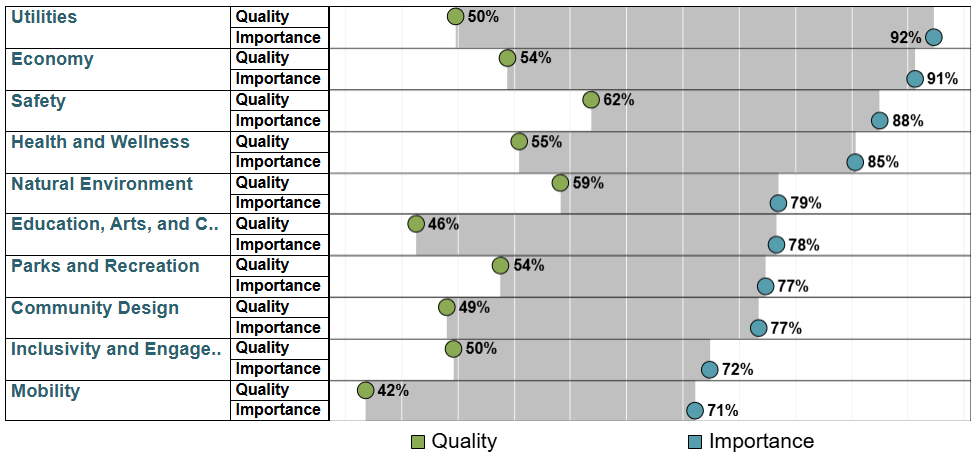 Utilities Quality 50%
Importance 92%
Economy Quality 54%
Importance 91%
Safety Quality 62%
Importance 88%
Health and Wellness Quality 55%
Importance 85%
Natural Environment Quality 59%
Importance 79%
Education, Arts, and C.. Quality 46%
Importance 78%
Parks and Recreation Quality 54%
Importance 77%
Community Design Quality 49%
Importance 77%
Inclusivity and Engage.. Quality 50%
Importance 72%
Mobility Quality 42%
Importance 71%
Quality Importance